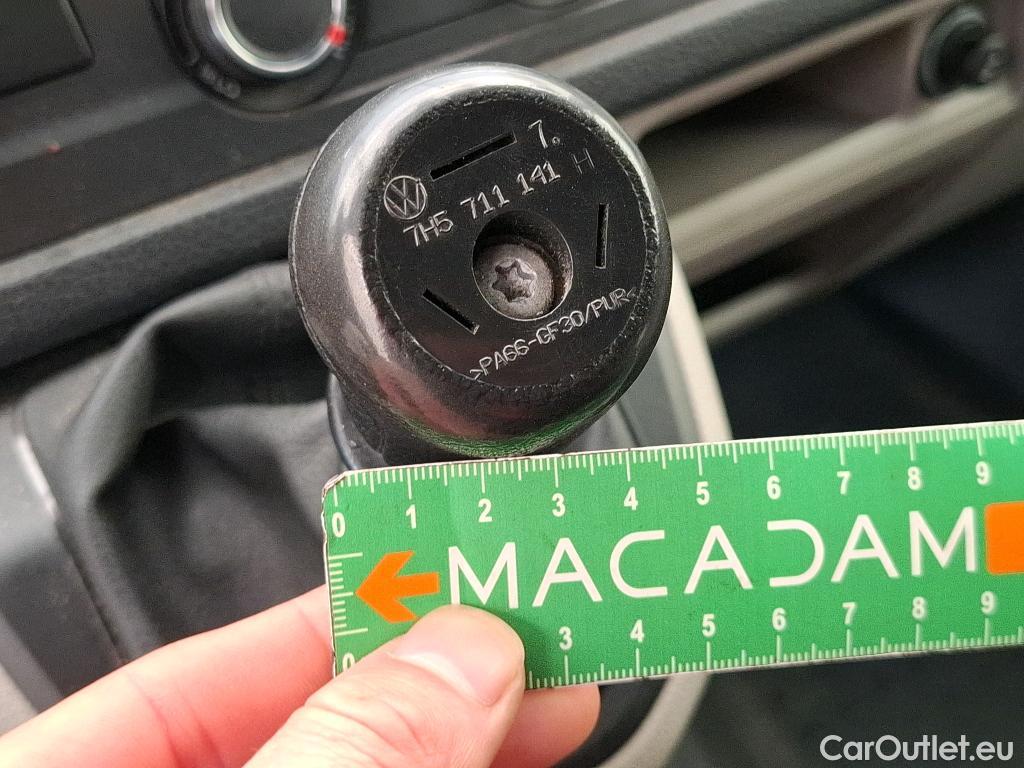 7.
7H5 711 141 H
>PA66-GF30/PUR<
0 1 2 3 4 5 6 7 8 9
MACADAM
0 3 4 5 6 7 8 9
CarOutlet.eu